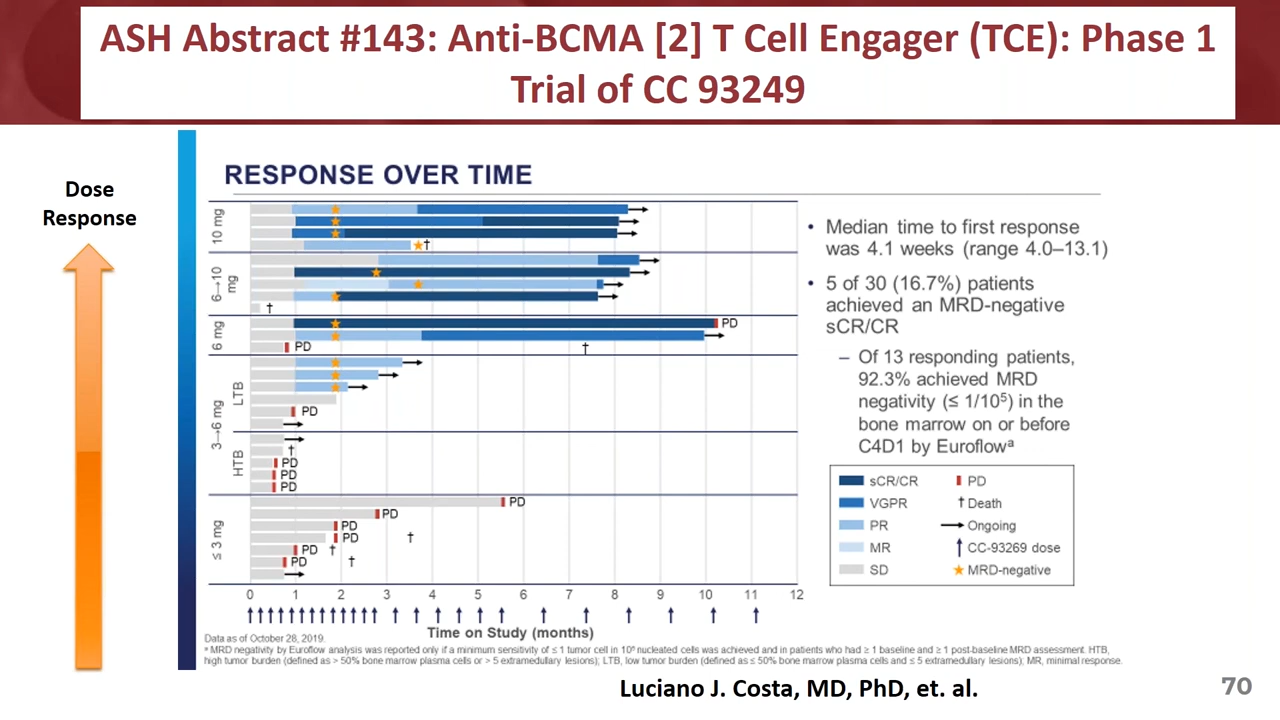 ASH Abstract #143: Anti-BCMA [2] T Cell Engager (TCE): Phase 1
Trial of CC 93249
Dose
Response
RESPONSE OVER TIME
10 mg
†
6→10
mg
†
6 mg
PD
PD
†
3→6 mg
LTB
PD
HTB
†
PD
PD
PD
≤ 3 mg
PD
PD
PD
PD †
PD †
PD †
0 1 2 3 4 5 6 7 8 9 10 11 12
Time on Study (months)
• Median time to first response
was 4.1 weeks (range 4.0–13.1)
• 5 of 30 (16.7%) patients
achieved an MRD-negative
sCR/CR
– Of 13 responding patients,
92.3% achieved MRD
negativity (≤ 1/10⁵) in the
bone marrow on or before
C4D1 by Euroflowᵃ
sCR/CR
VGPR
PR
MR
SD
PD
† Death
Ongoing
CC-93269 dose
MRD-negative
Data as of October 28, 2019.
ᵃ MRD negativity by Euroflow analysis was reported only if a minimum sensitivity of ≤ 1 tumor cell in 10⁵ nucleated cells was achieved and in patients who had ≥ 1 baseline and ≥ 1 post-baseline MRD assessment. HTB,
high tumor burden (defined as > 50% bone marrow plasma cells or > 5 extramedullary lesions); LTB, low tumor burden (defined as ≤ 50% bone marrow plasma cells and ≤ 5 extramedullary lesions); MR, minimal response.
Luciano J. Costa, MD, PhD, et. al.
70